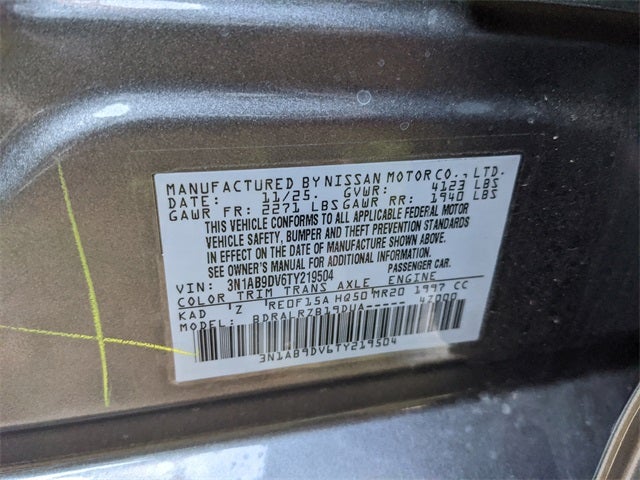 MANUFACTURED BY NISSAN MOTOR CO., LTD.
DATE: 11/25. GVWR: 4123 LBS
GAWR FR: 2271 LBS GAWR RR: 1940 LBS
THIS VEHICLE CONFORMS TO ALL APPLICABLE FEDERAL MOTOR
VEHICLE SAFETY, BUMPER AND THEFT PREVENTION STANDARDS
IN EFFECT ON THE DATE OF MANUFACTURE SHOWN ABOVE.
SEE OWNER'S MANUAL FOR ADDITIONAL INFORMATION.
VIN: 3N1AB9DV6TY219504 PASSENGER CAR.
COLOR TRIM TRANS AXLE, ENGINE
KAD Z RE0F15A HQ50 MR20 1997 CC
MODEL: BDRALRZB19DUA----- 47000
3N1AB9DV6TY219504